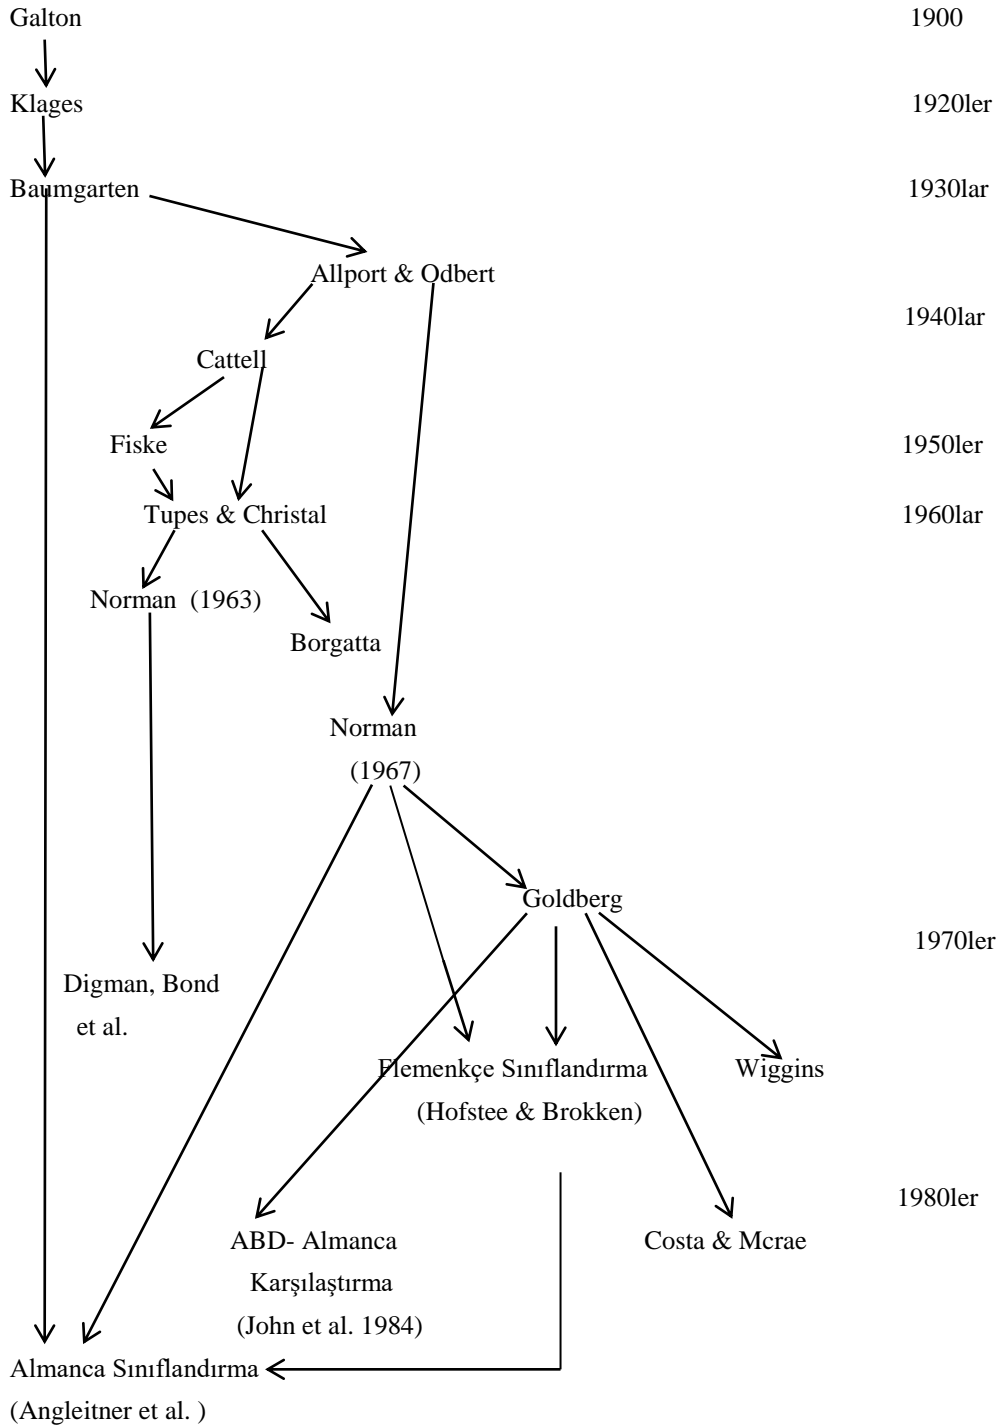 Galton 1900
Klages 1920ler
Baumgarten 1930lar
Allport & Odbert
1940lar
Cattell
Fiske 1950ler
Tupes & Christal 1960lar
Norman (1963)
Borgatta
Norman
(1967)
Goldberg
1970ler
Digman, Bond
et al.
Flemenkçe Sınıflandırma Wiggins
(Hofstee & Brokken)
1980ler
ABD- Almanca Costa & Mcrae
Karşılaştırma
(John et al. 1984)
Almanca Sınıflandırma
(Angleitner et al. )